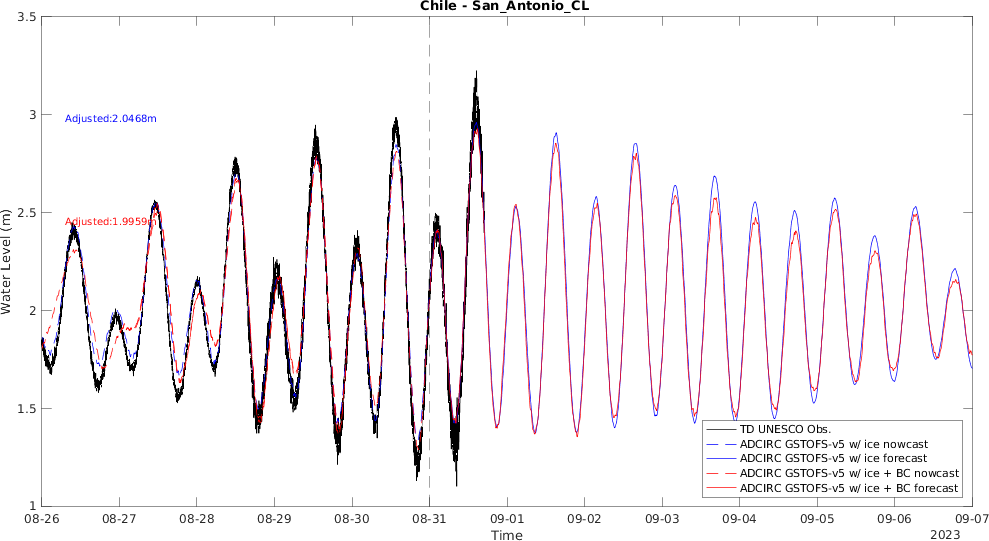 Chile - San_Antonio_CL
3.5
3
2.5
2
1.5
1
Water Level (m)
Adjusted:2.0468m
Adjusted:1.9959m
TD UNESCO Obs.
ADCIRC GSTOFS-v5 w/ ice nowcast
ADCIRC GSTOFS-v5 w/ ice forecast
ADCIRC GSTOFS-v5 w/ ice + BC nowcast
ADCIRC GSTOFS-v5 w/ ice + BC forecast
08-26 08-27 08-28 08-29 08-30 08-31 09-01 09-02 09-03 09-04 09-05 09-06 09-07
Time
2023